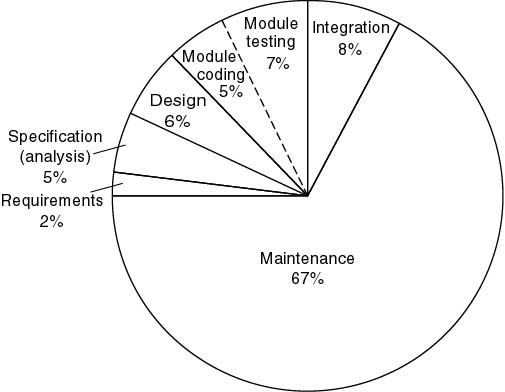 Module
testing
7%
Integration
8%
Module
coding
5%
Design
6%
Specification
(analysis)
5%
Requirements
2%
Maintenance
67%